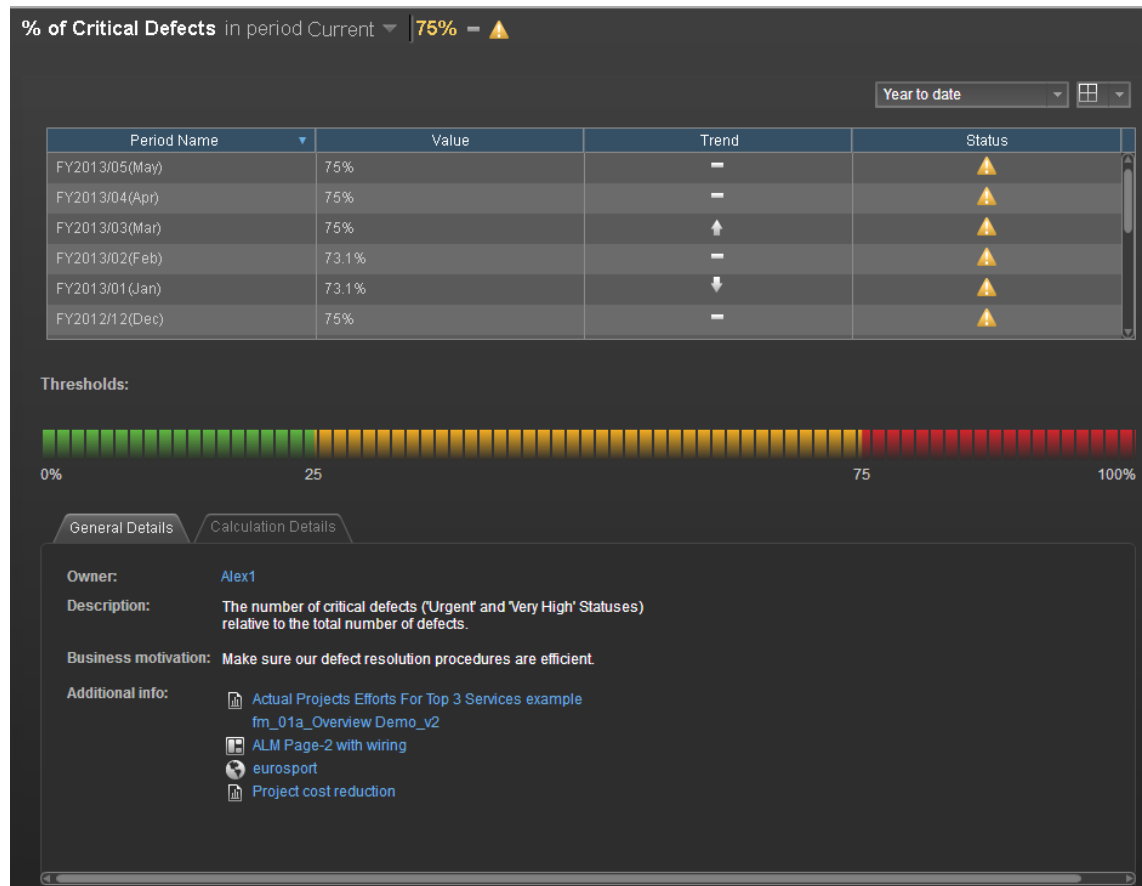 % of Critical Defects in period Current 75%
Year to date
Period Name Value Trend Status
FY2013/05(May) 75%
FY2013/04(Apr) 75%
FY2013/03(Mar) 75%
FY2013/02(Feb) 73.1%
FY2013/01(Jan) 73.1%
FY2012/12(Dec) 75%
Thresholds:
0% 25 75 100%
General Details Calculation Details
Owner: Alex1
Description: The number of critical defects ('Urgent' and 'Very High' Statuses)
relative to the total number of defects.
Business motivation: Make sure our defect resolution procedures are efficient.
Additional info: Actual Projects Efforts For Top 3 Services example
fm_01a_Overview Demo_v2
ALM Page-2 with wiring
eurosport
Project cost reduction